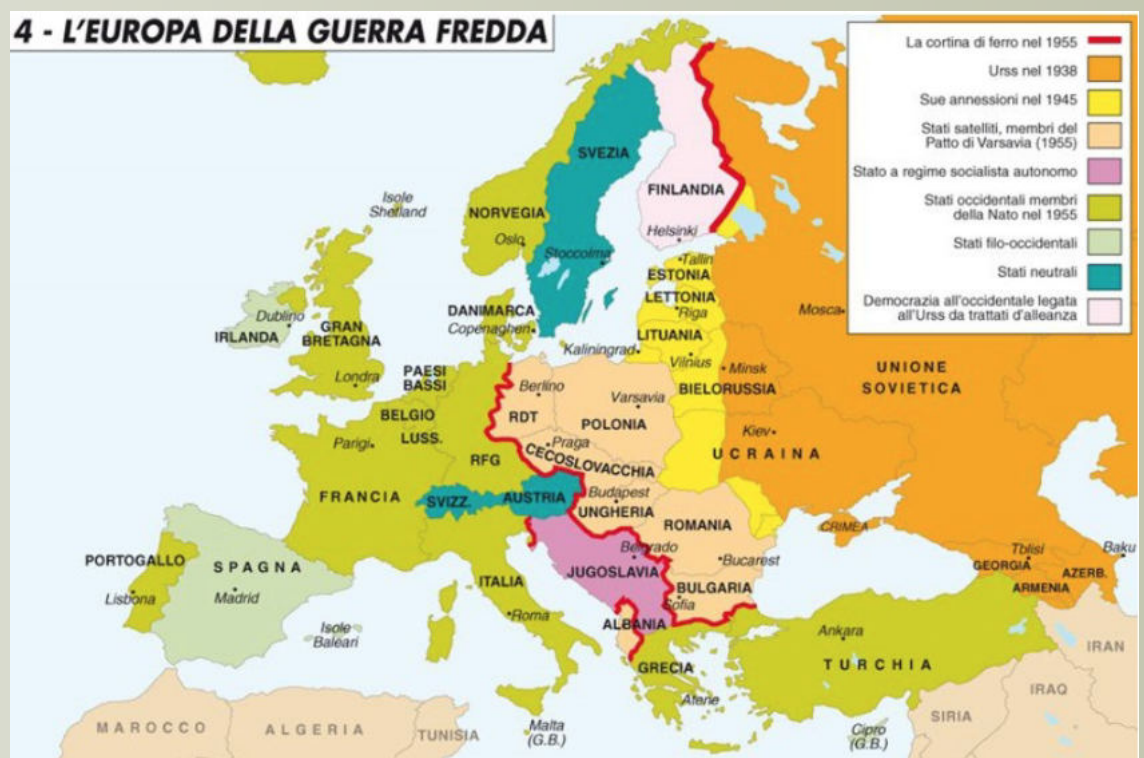 4 - L'EUROPA DELLA GUERRA FREDDA
La cortina di ferro nel 1955
Urss nel 1938
Sue annessioni nel 1945
Stati satelliti, membri del
Patto di Varsavia (1955)
Stato a regime socialista autonomo
Stati occidentali membri
della Nato nel 1955
Stati filo-occidentali
Stati neutrali
Democrazia all'occidentale legata
all'Urss da trattati d'alleanza
SVEZIA
FINLANDIA
Isole
Shetland
NORVEGIA
Oslo
Helsinki
Stoccolma
Tallin
ESTONIA
LETTONIA
Riga
Mosca
DANIMARCA
Copenaghen
Dublino
IRLANDA
GRAN
BRETAGNA
LITUANIA
Kaliningrad
Vilnius
Minsk
UNIONE
SOVIETICA
PAESI
BASSI
Londra
Berlino
Varsavia
BIELORUSSIA
BELGIO
RDT
POLONIA
LUSS.
Parigi
Praga
Kiev
CECOSLOVACCHIA
RFG
UCRAINA
FRANCIA
SVIZZ.
AUSTRIA
Budapest
UNGHERIA
ROMANIA
CRIMEA
Belgrado
Bucarest
Tblisi
Baku
PORTOGALLO
SPAGNA
JUGOSLAVIA
GEORGIA
AZERB.
ITALIA
BULGARIA
ARMENIA
Lisbona
Madrid
Sofia
Roma
Isole
Baleari
ALBANIA
Ankara
IRAN
GRECIA
TURCHIA
Atene
IRAQ
MAROCCO
ALGERIA
TUNISIA
Malta
(G.B.)
Cipro
(G.B.)
SIRIA